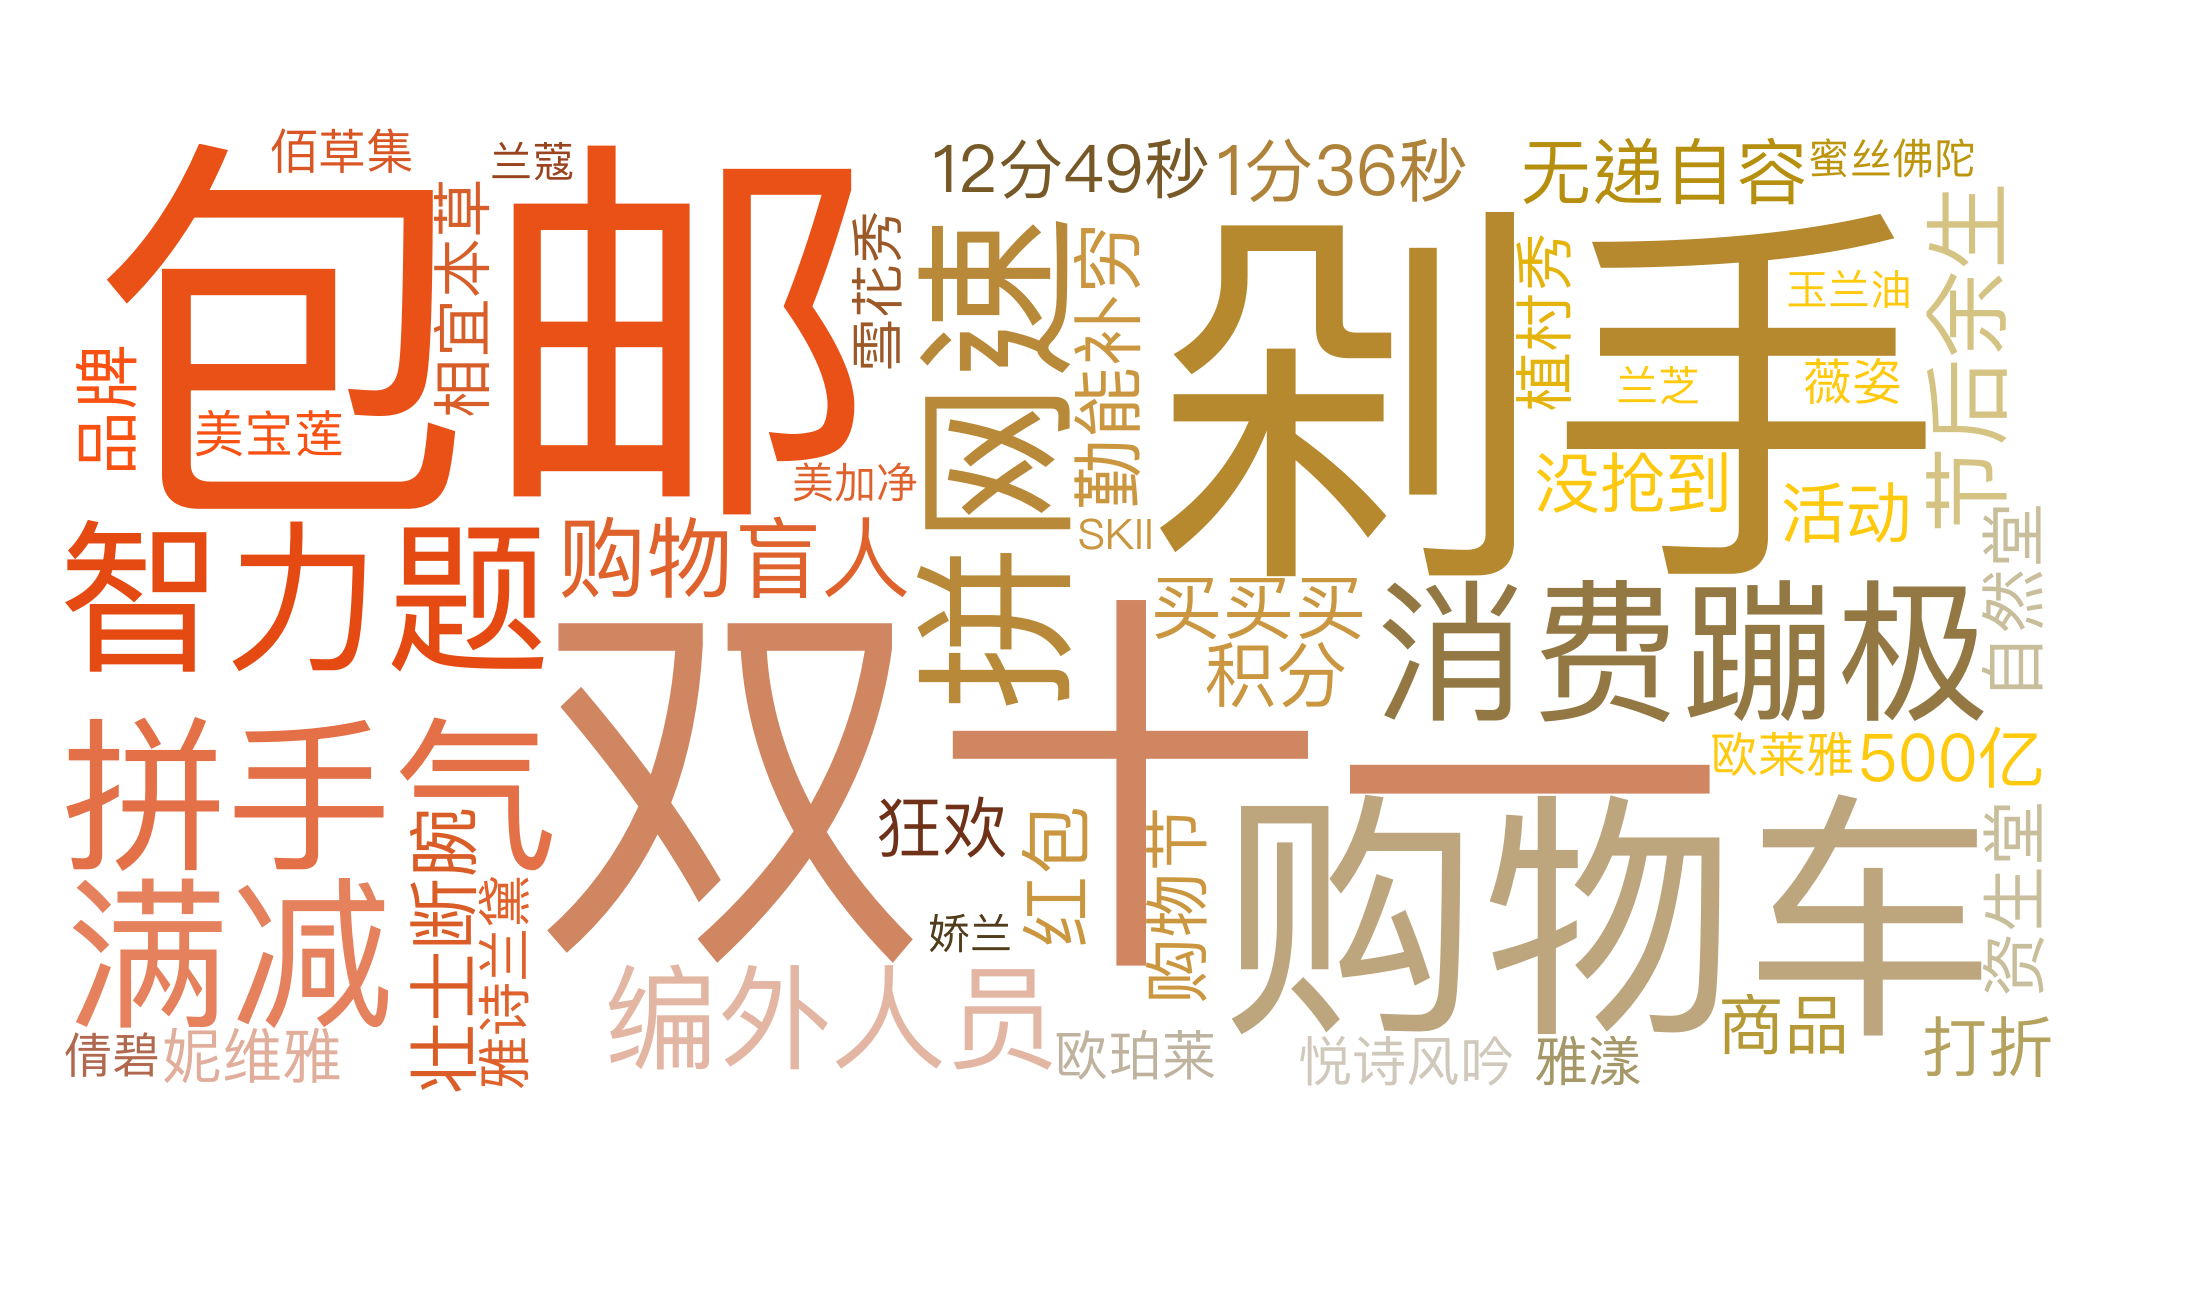 佰草集
兰蔻
12分49秒
1分36秒
无递自容
蜜丝佛陀
包邮
剁手
相宜本草
雪花秀
拼网速
勤能补穷
植村秀
节后余生
玉兰油
兰芝
薇姿
品牌
美宝莲
美加净
没抢到
活动
SKII
智力题
购物盲人
买买买
积分
消费蹦极
自然堂
双十一
拼手气
欧莱雅
500亿
壮士断腕
狂欢
红包
购物节
购物车
资生堂
满减
雅诗兰黛
娇兰
编外人员
商品
打折
倩碧
妮维雅
欧珀莱
悦诗风吟
雅漾